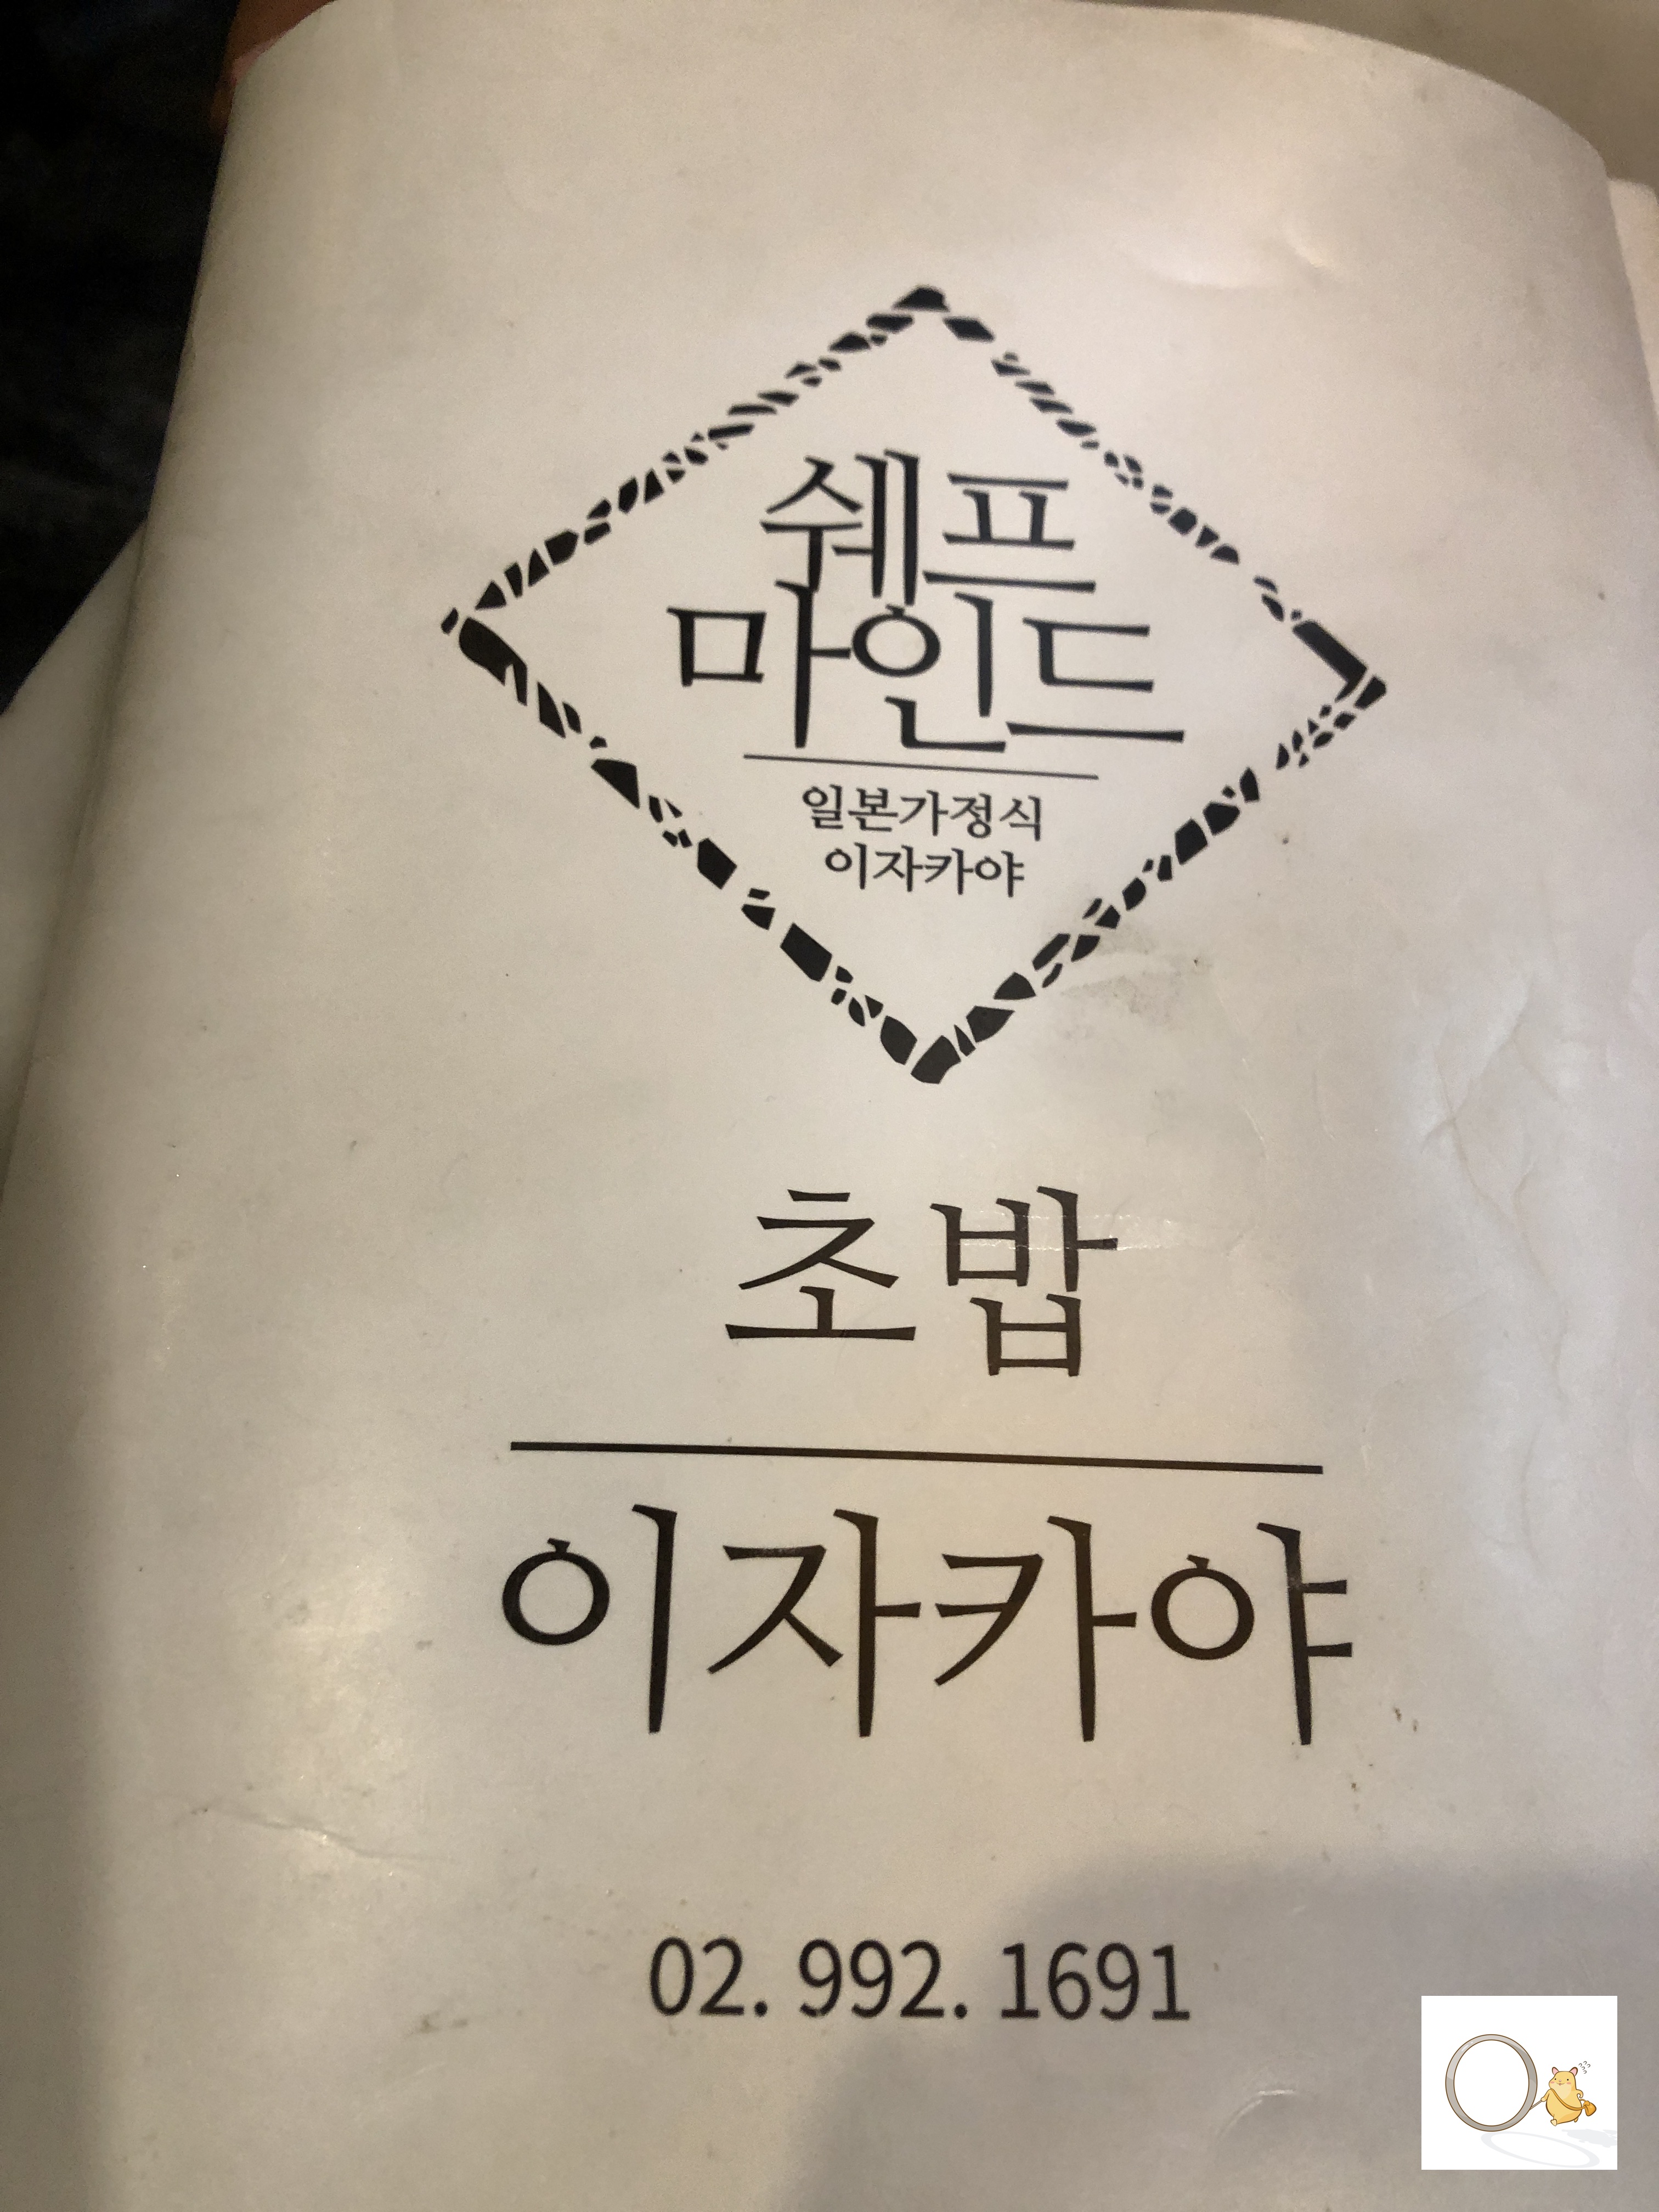 쉐프
마인드
일본가정식
이자카야
초밥
이자카야
02. 992. 1691